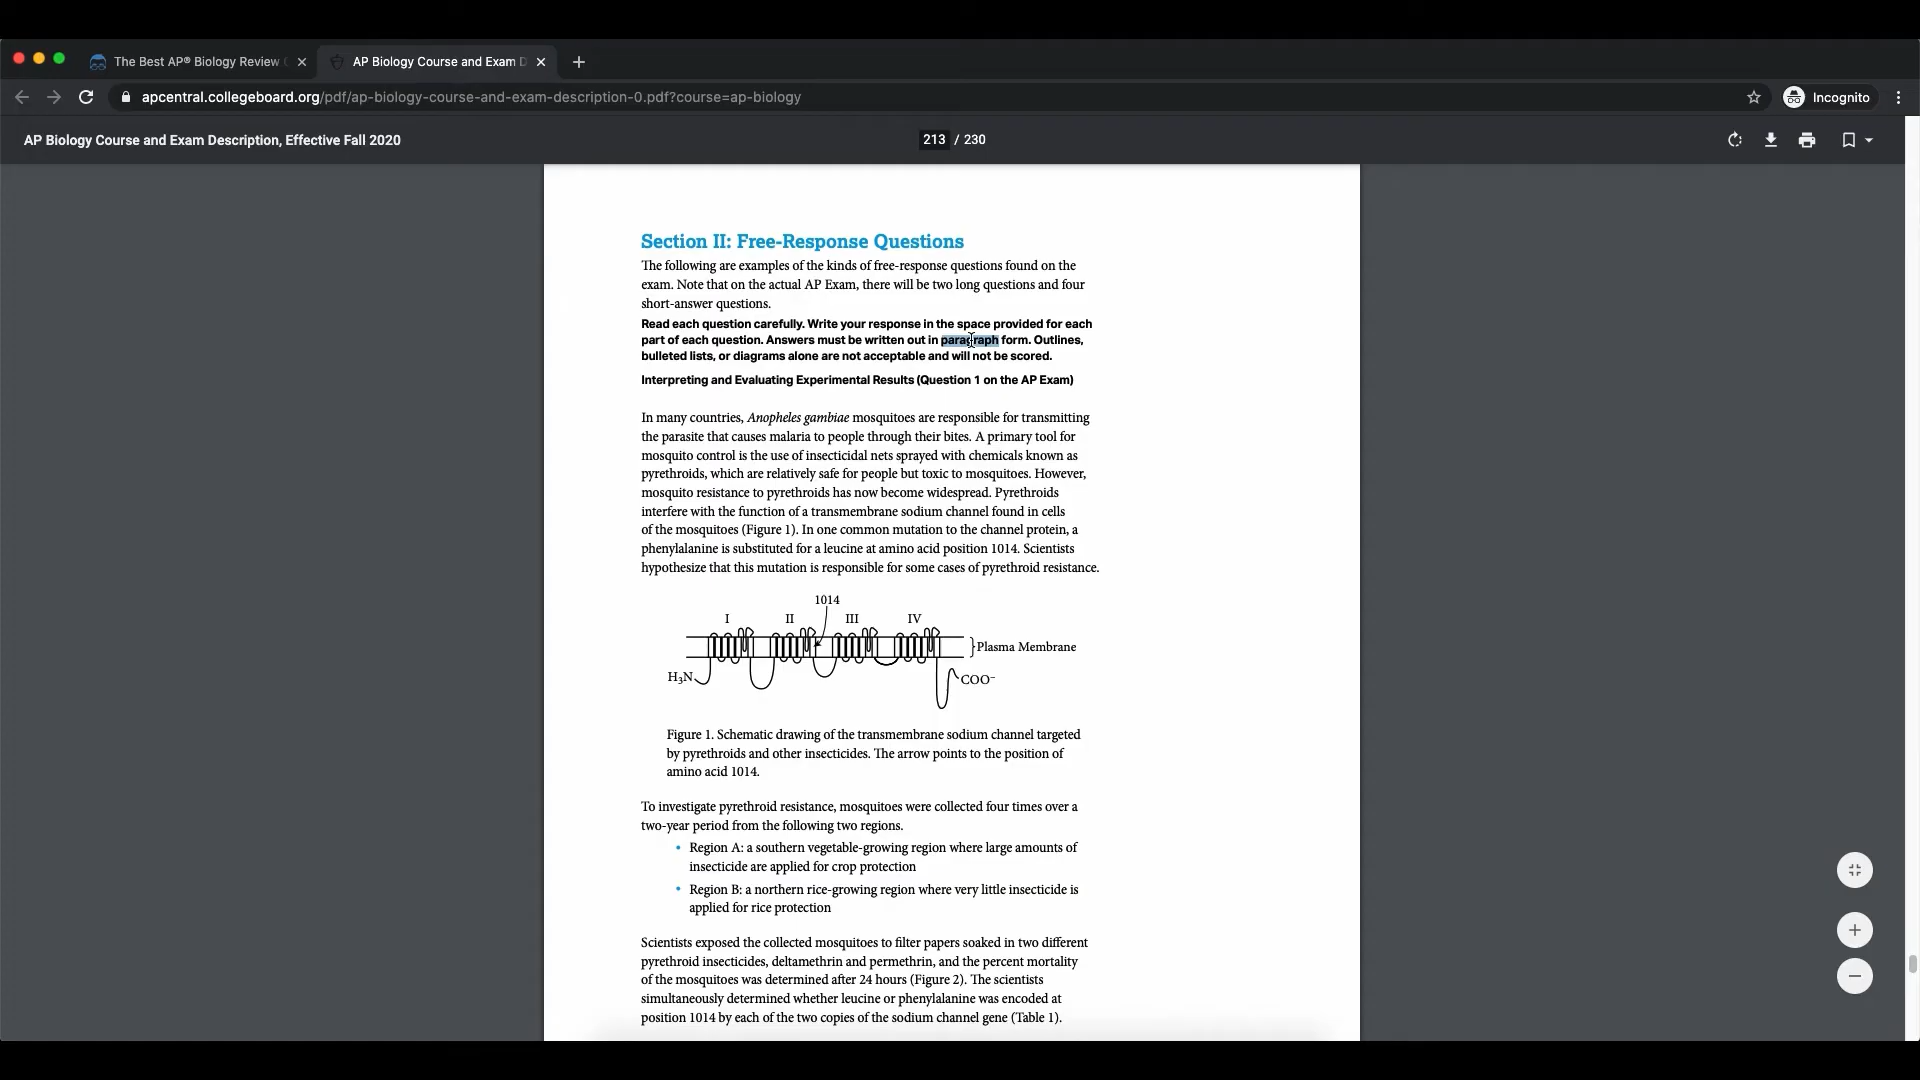 The Best AP® Biology Review
AP Biology Course and Exam D
apcentral.collegeboard.org/pdf/ap-biology-course-and-exam-description-0.pdf?course=ap-biology
Incognito
AP Biology Course and Exam Description, Effective Fall 2020
213 / 230
Section II: Free-Response Questions
The following are examples of the kinds of free-response questions found on the
exam. Note that on the actual AP Exam, there will be two long questions and four
short-answer questions.
Read each question carefully. Write your response in the space provided for each
part of each question. Answers must be written out in paragraph form. Outlines,
bulleted lists, or diagrams alone are not acceptable and will not be scored.
Interpreting and Evaluating Experimental Results (Question 1 on the AP Exam)
In many countries, Anopheles gambiae mosquitoes are responsible for transmitting
the parasite that causes malaria to people through their bites. A primary tool for
mosquito control is the use of insecticidal nets sprayed with chemicals known as
pyrethroids, which are relatively safe for people but toxic to mosquitoes. However,
mosquito resistance to pyrethroids has now become widespread. Pyrethroids
interfere with the function of a transmembrane sodium channel found in cells
of the mosquitoes (Figure 1). In one common mutation to the channel protein, a
phenylalanine is substituted for a leucine at amino acid position 1014. Scientists
hypothesize that this mutation is responsible for some cases of pyrethroid resistance.
1014
I II III IV
Plasma Membrane
H₃N
COO⁻
Figure 1. Schematic drawing of the transmembrane sodium channel targeted
by pyrethroids and other insecticides. The arrow points to the position of
amino acid 1014.
To investigate pyrethroid resistance, mosquitoes were collected four times over a
two-year period from the following two regions.
• Region A: a southern vegetable-growing region where large amounts of
insecticide are applied for crop protection
• Region B: a northern rice-growing region where very little insecticide is
applied for rice protection
Scientists exposed the collected mosquitoes to filter papers soaked in two different
pyrethroid insecticides, deltamethrin and permethrin, and the percent mortality
of the mosquitoes was determined after 24 hours (Figure 2). The scientists
simultaneously determined whether leucine or phenylalanine was encoded at
position 1014 by each of the two copies of the sodium channel gene (Table 1).